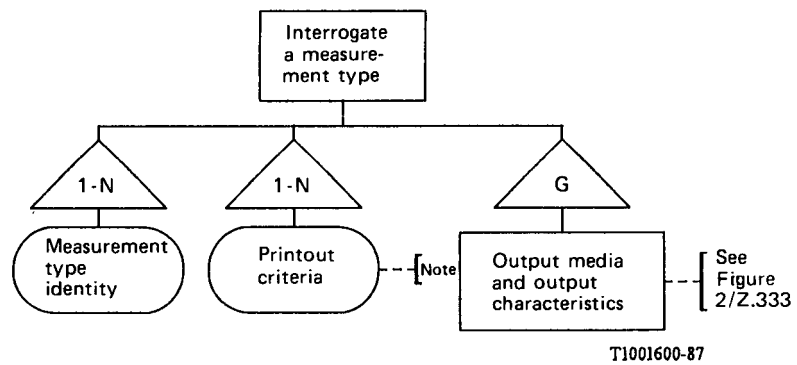 Interrogate
a measure-
ment type
1-N
1-N
G
Measurement
type
identity
Printout
criteria
Note
Output media
and output
characteristics
See
Figure
2/Z.333
T1001600-87